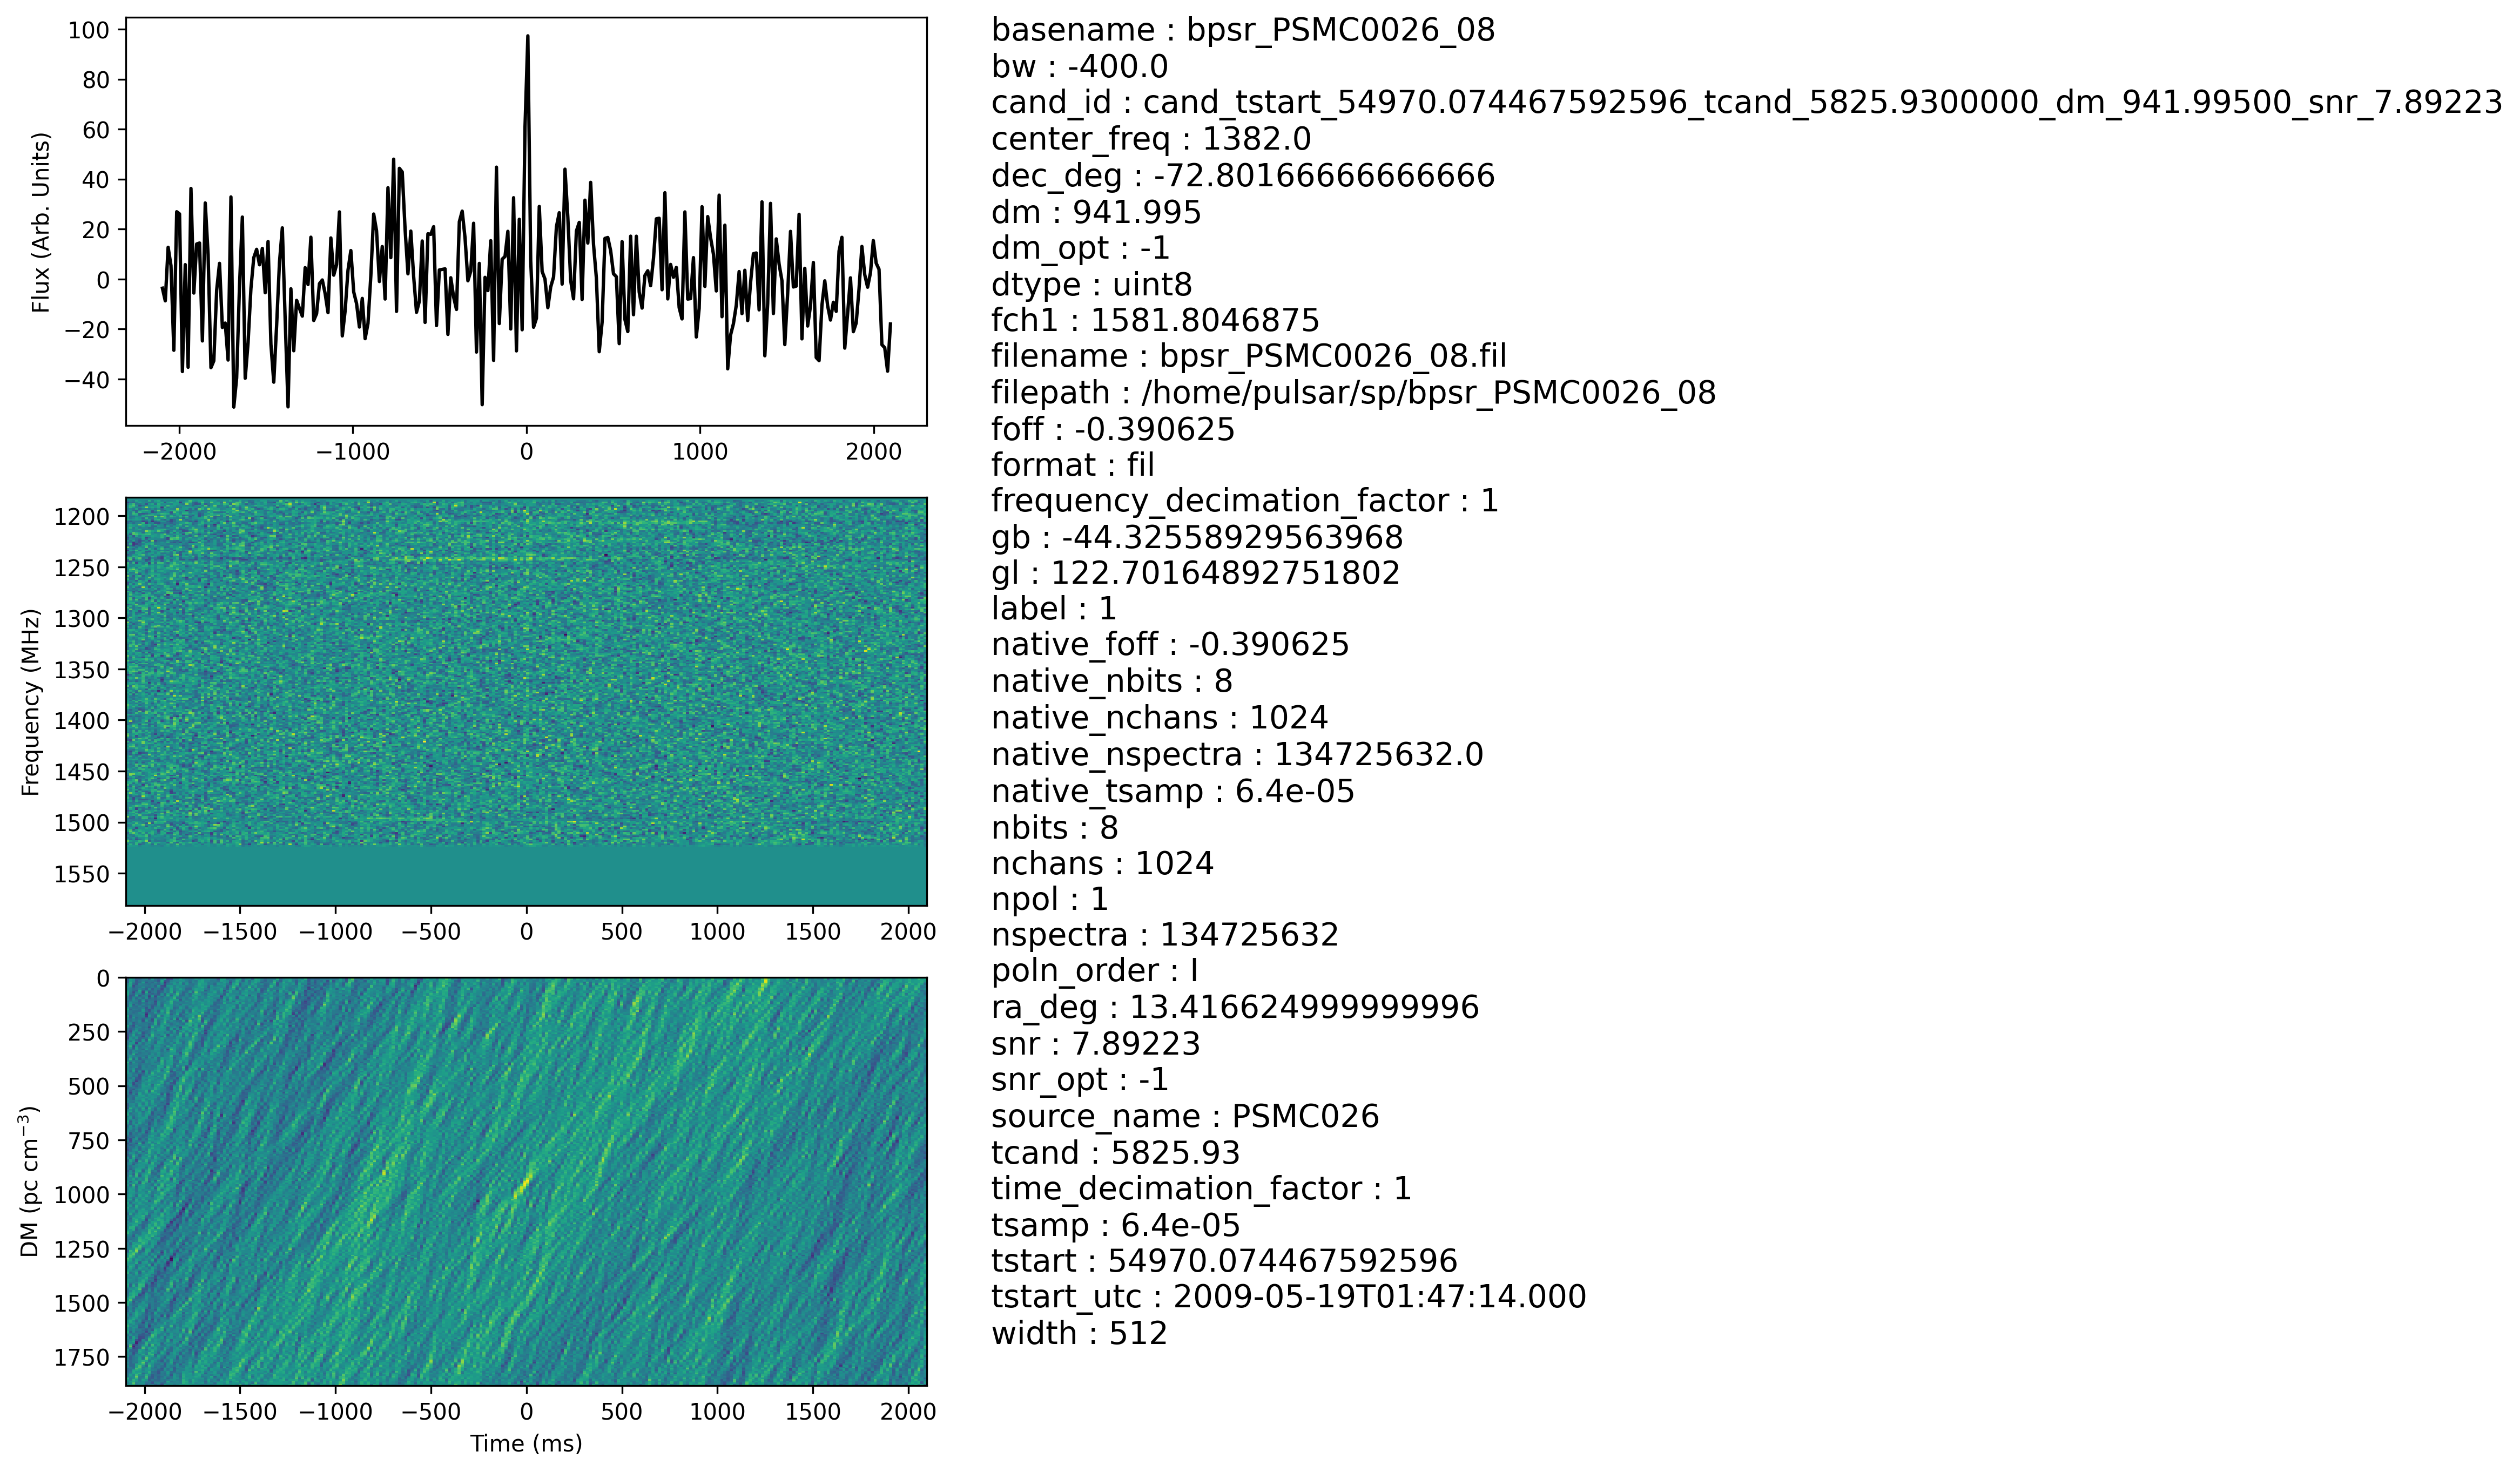 100
80
60
40
20
0
−20
−40
Flux (Arb. Units)
−2000 −1000 0 1000 2000
1200
1250
1300
1350
1400
1450
1500
1550
Frequency (MHz)
−2000 −1500 −1000 −500 0 500 1000 1500 2000
0
250
500
750
1000
1250
1500
1750
DM (pc cm⁻³)
−2000 −1500 −1000 −500 0 500 1000 1500 2000
Time (ms)
basename : bpsr_PSMC0026_08
bw : -400.0
cand_id : cand_tstart_54970.074467592596_tcand_5825.9300000_dm_941.99500_snr_7.89223
center_freq : 1382.0
dec_deg : -72.80166666666666
dm : 941.995
dm_opt : -1
dtype : uint8
fch1 : 1581.8046875
filename : bpsr_PSMC0026_08.fil
filepath : /home/pulsar/sp/bpsr_PSMC0026_08
foff : -0.390625
format : fil
frequency_decimation_factor : 1
gb : -44.32558929563968
gl : 122.70164892751802
label : 1
native_foff : -0.390625
native_nbits : 8
native_nchans : 1024
native_nspectra : 134725632.0
native_tsamp : 6.4e-05
nbits : 8
nchans : 1024
npol : 1
nspectra : 134725632
poln_order : I
ra_deg : 13.416624999999996
snr : 7.89223
snr_opt : -1
source_name : PSMC026
tcand : 5825.93
time_decimation_factor : 1
tsamp : 6.4e-05
tstart : 54970.074467592596
tstart_utc : 2009-05-19T01:47:14.000
width : 512